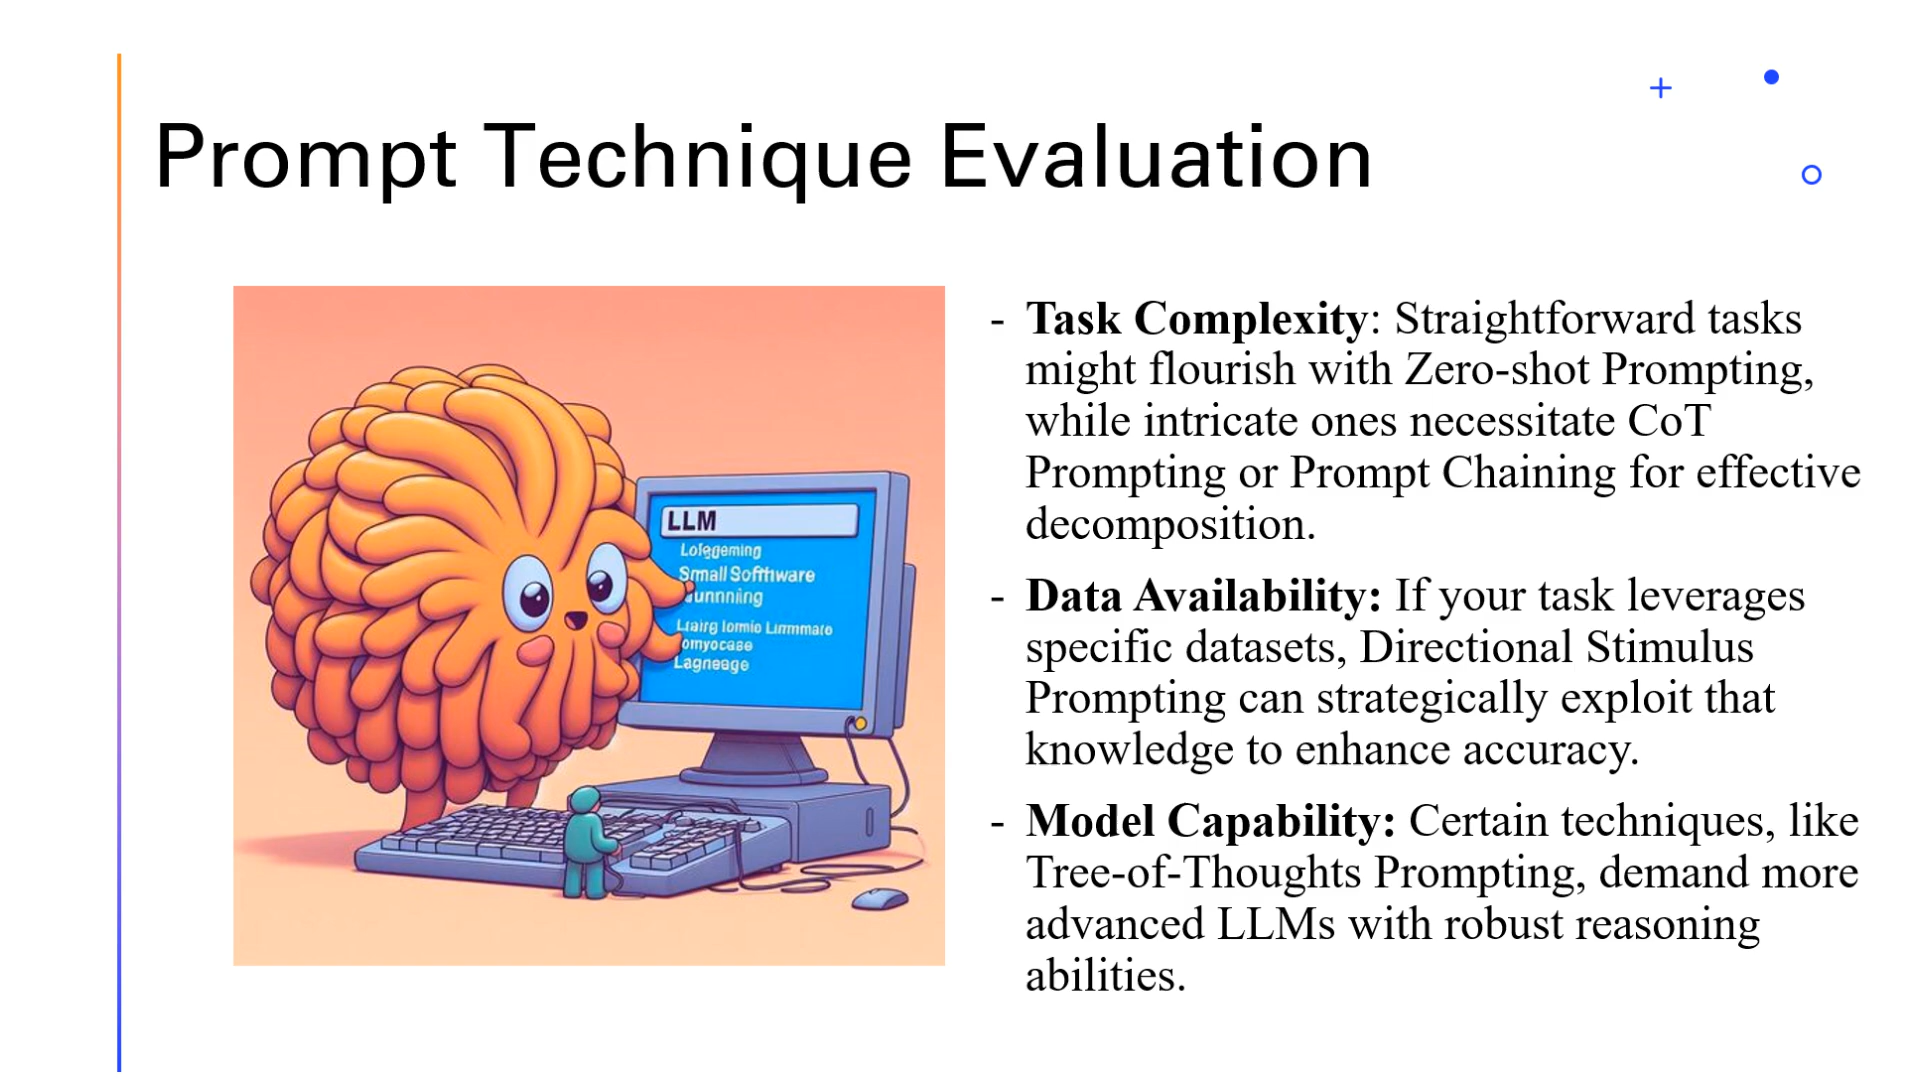 Prompt Technique Evaluation
LLM
Lofegeming
Small Softhware
unnning
Liairg lomio Limmmaro
omyocase
Lagneage
- Task Complexity: Straightforward tasks
might flourish with Zero-shot Prompting,
while intricate ones necessitate CoT
Prompting or Prompt Chaining for effective
decomposition.
- Data Availability: If your task leverages
specific datasets, Directional Stimulus
Prompting can strategically exploit that
knowledge to enhance accuracy.
- Model Capability: Certain techniques, like
Tree-of-Thoughts Prompting, demand more
advanced LLMs with robust reasoning
abilities.